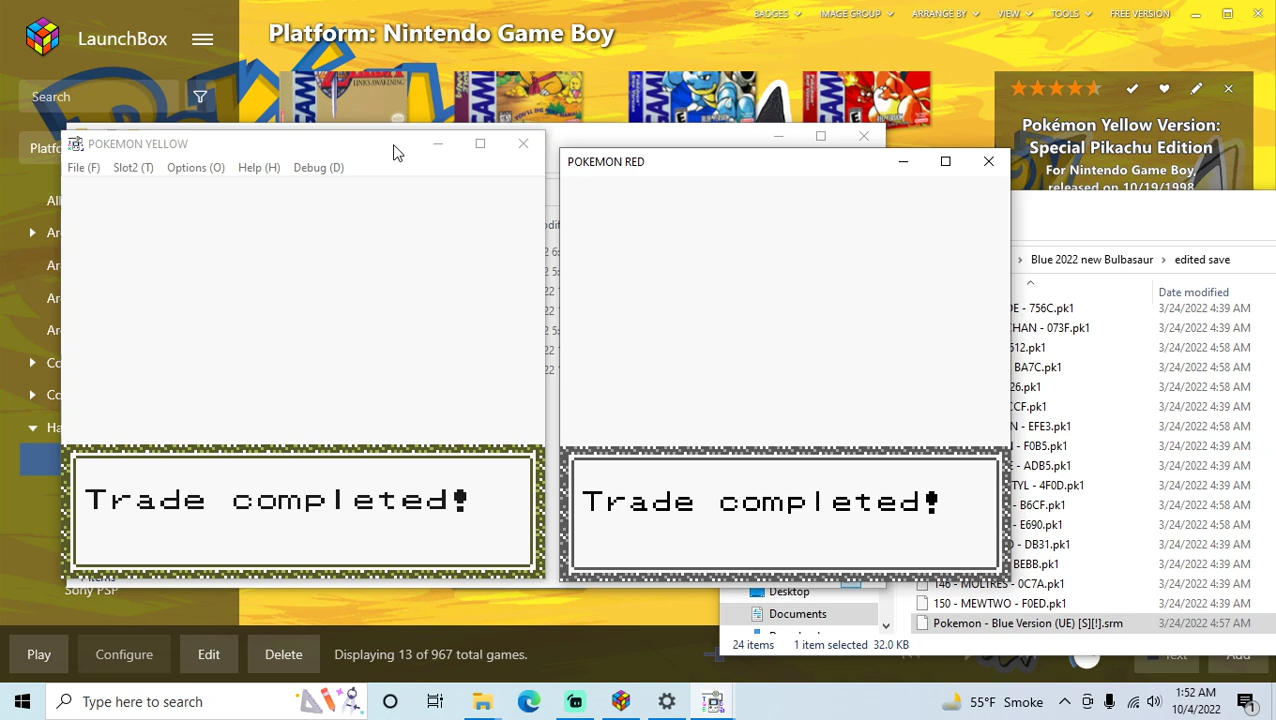 LaunchBox
Platform: Nintendo Game Boy
BADGES
IMAGE GROUP
ARRANGE BY
VIEW
TOOLS
FREE VERSION
Search
LINK'S AWAKENING
Pokémon Yellow Version:
Special Pikachu Edition
For Nintendo Game Boy,
released on 10/19/1998
POKEMON YELLOW
File (F) Slot2 (T) Options (O) Help (H) Debug (D)
Trade completed!
POKEMON RED
Trade completed!
Blue 2022 new Bulbasaur
edited save
Date modified
DE - 756C.pk1 3/24/2022 4:39 AM
CHAN - 073F.pk1 3/24/2022 4:39 AM
512.pk1 3/24/2022 4:58 AM
BA7C.pk1 3/24/2022 4:39 AM
26.pk1 3/24/2022 4:39 AM
CCF.pk1 3/24/2022 4:39 AM
N - EFE3.pk1 3/24/2022 4:39 AM
- F0B5.pk1 3/24/2022 4:39 AM
ADB5.pk1 3/24/2022 4:39 AM
TYL - 4F0D.pk1 3/24/2022 4:39 AM
- B6CF.pk1 3/24/2022 4:39 AM
- E690.pk1 3/24/2022 4:39 AM
D - DB31.pk1 3/24/2022 4:39 AM
BEBB.pk1 3/24/2022 4:39 AM
146 - MOLTRES - 0C7A.pk1 3/24/2022 4:39 AM
150 - MEWTWO - F0ED.pk1 3/24/2022 4:39 AM
Pokemon - Blue Version (UE) [S][!].srm 3/24/2022 4:57 AM
Desktop
Documents
24 items 1 item selected 32.0 KB
Sony PSP
Play
Configure
Edit
Delete
Displaying 13 of 967 total games.
Type here to search
55°F Smoke
1:52 AM
10/4/2022
1